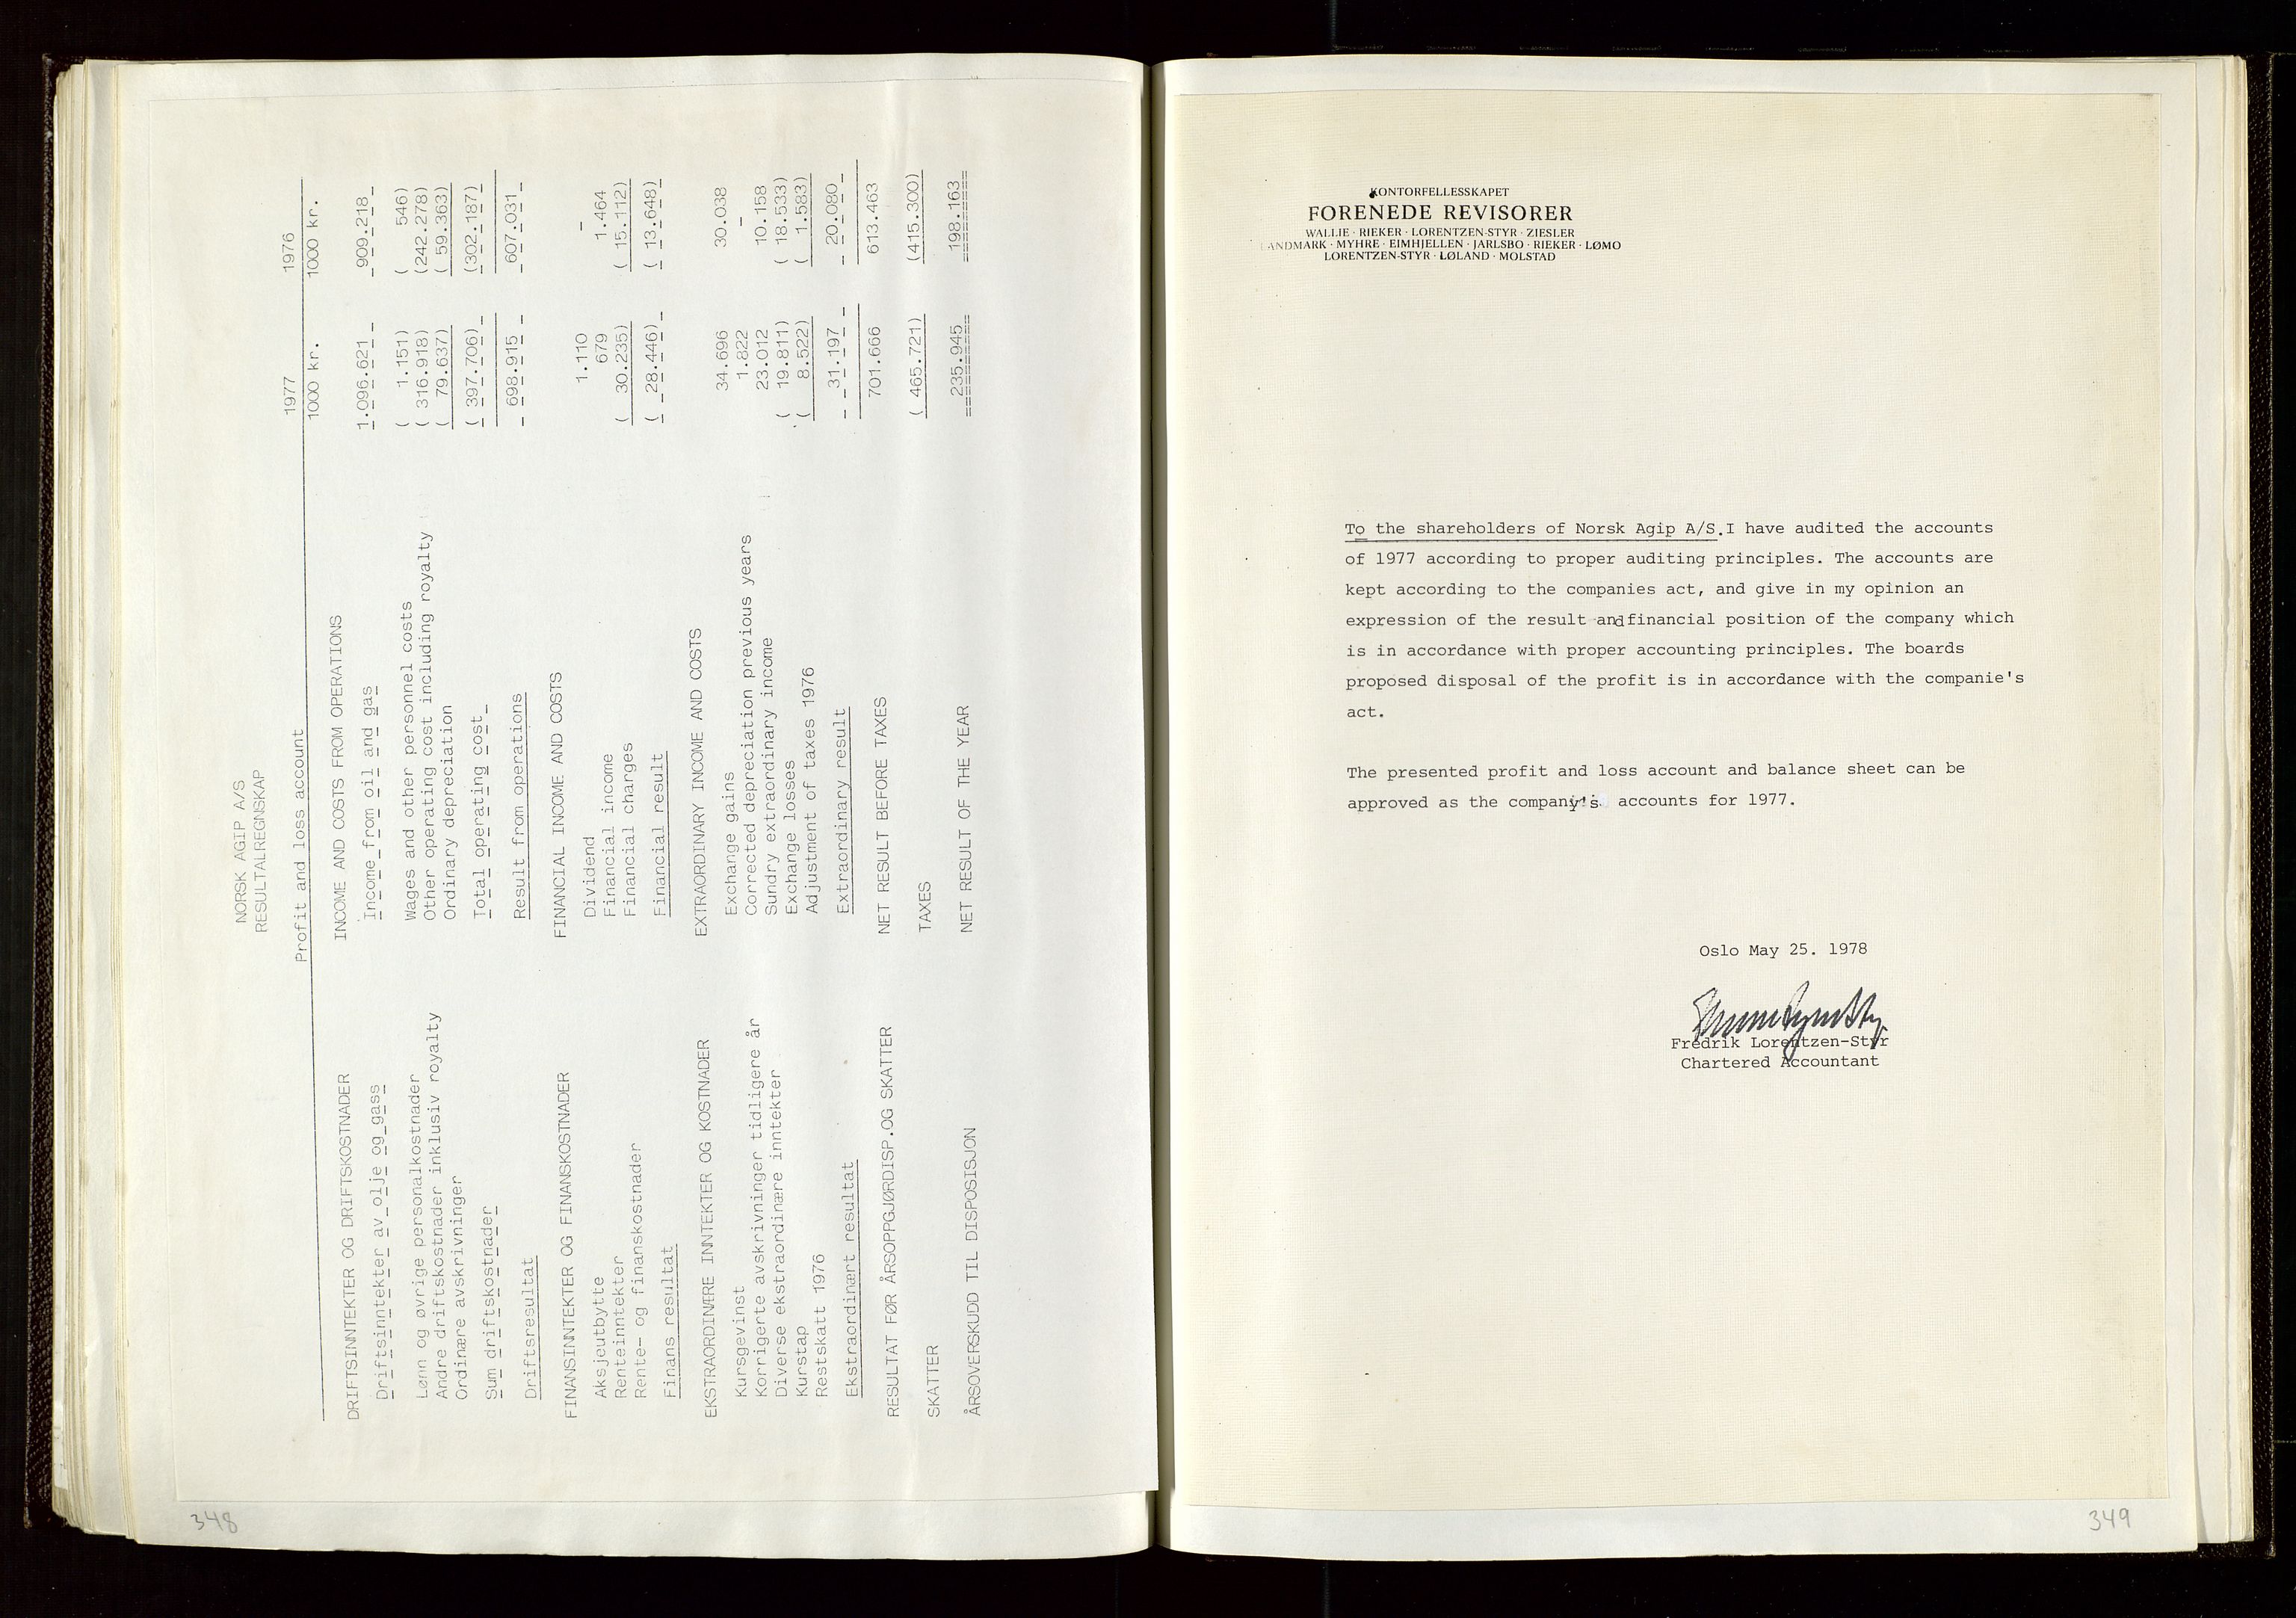 NORSK AGIP A/S
RESULTALREGNSKAP
Profit and loss account
1977 1976
1000 kr. 1000 kr.
DRIFTSINNTEKTER OG DRIFTSKOSTNADER INCOME AND COSTS FROM OPERATIONS
Driftsinntekter av olje og gass Income from oil and gas 1.096.621 909.218
Lønn og øvrige personalkostnader Wages and other personnel costs ( 1.151) ( 546)
Andre driftskostnader inklusiv royalty Other operating cost including royalty ( 316.918) (242.278)
Ordinære avskrivninger Ordinary depreciation ( 79.637) ( 59.363)
Sum driftskostnader Total operating cost ( 397.706) (302.187)
Driftsresultat Result from operations 698.915 607.031
FINANSINTEKTER OG FINANSKOSTNADER FINANCIAL INCOME AND COSTS
Aksjeutbytte Dividend 1.110 -
Renteinntekter Financial income 679 1.464
Rente- og finanskostnader Financial charges ( 30.235) ( 15.112)
Finans resultat Financial result ( 28.446) ( 13.648)
EKSTRAORDINÆRE INNTEKTER OG KOSTNADER EXTRAORDINARY INCOME AND COSTS
Kursgevinst Exchange gains 34.696 30.038
Korrigerte avskrivninger tidligere år Corrected depreciation previous years 1.822 -
Diverse ekstraordinære inntekter Sundry extraordinary income 23.012 10.158
Kurstap Exchange losses ( 19.811) ( 18.533)
Restskatt 1976 Adjustment of taxes 1976 ( 8.522) ( 1.583)
Ekstraordinært resultat Extraordinary result 31.197 20.080
RESULTAT FØR ÅRSOPPGJØRDISP.OG SKATTER NET RESULT BEFORE TAXES 701.666 613.463
SKATTER TAXES ( 465.721) (415.300)
ÅRSOVERSKUDD TIL DISPOSISJON NET RESULT OF THE YEAR 235.945 198.163
348
KONTORFELLESSKAPET
FORENEDE REVISORER
WALLIE · RIEKER · LORENTZEN-STYR · ZIESLER
LANDMARK · MYHRE · EIMHJELLEN · JARLSBO · RIEKER · LØMO
LORENTZEN-STYR · LØLAND · MOLSTAD
To the shareholders of Norsk Agip A/S.I have audited the accounts
of 1977 according to proper auditing principles. The accounts are
kept according to the companies act, and give in my opinion an
expression of the result and financial position of the company which
is in accordance with proper accounting principles. The boards
proposed disposal of the profit is in accordance with the companie's
act.
The presented profit and loss account and balance sheet can be
approved as the company's accounts for 1977.
Oslo May 25. 1978
Fredrik Lorentzen-Styr
Chartered Accountant
349